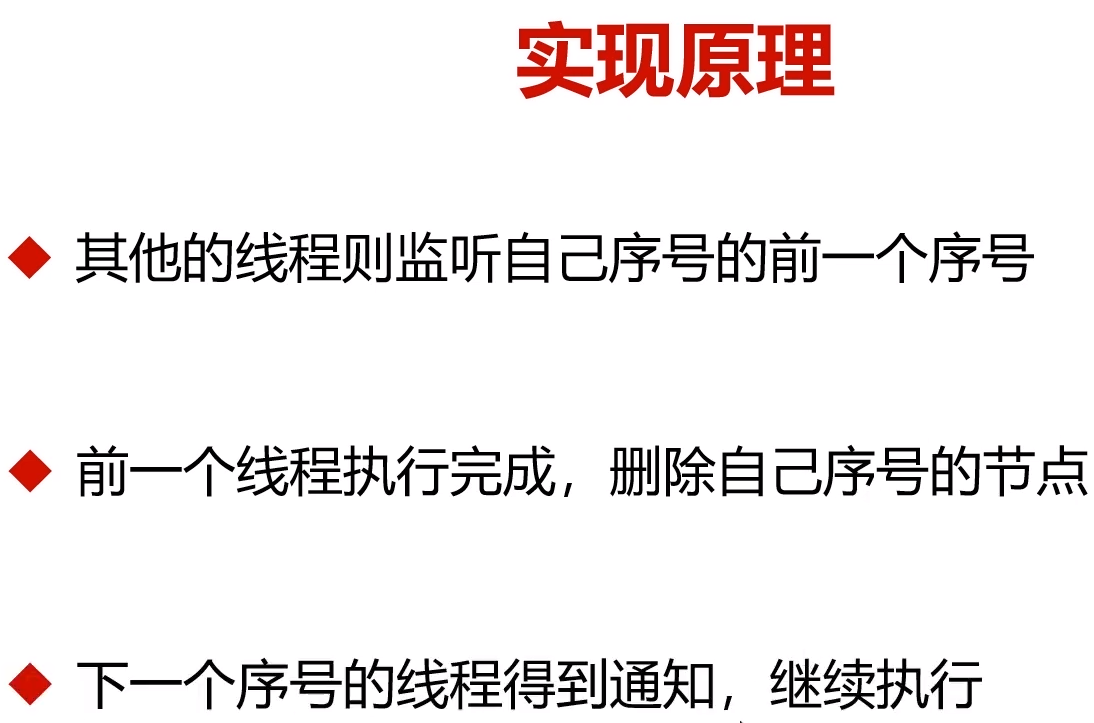 实现原理
其他的线程则监听自己序号的前一个序号
前一个线程执行完成，删除自己序号的节点
下一个序号的线程得到通知，继续执行